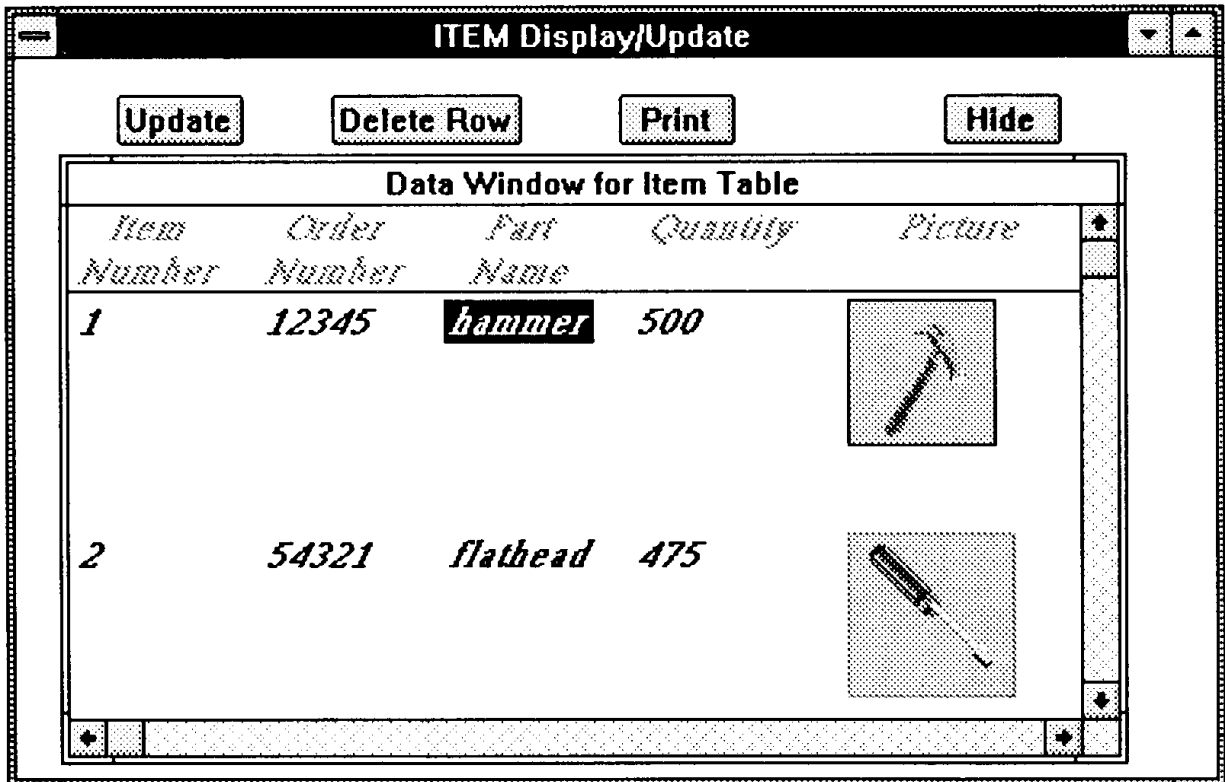 ITEM Display/Update
Update Delete Row Print Hide
Data Window for Item Table
Item Order Part Quantity Picture
Number Number Name
1 12345 hammer 500
2 54321 flathead 475